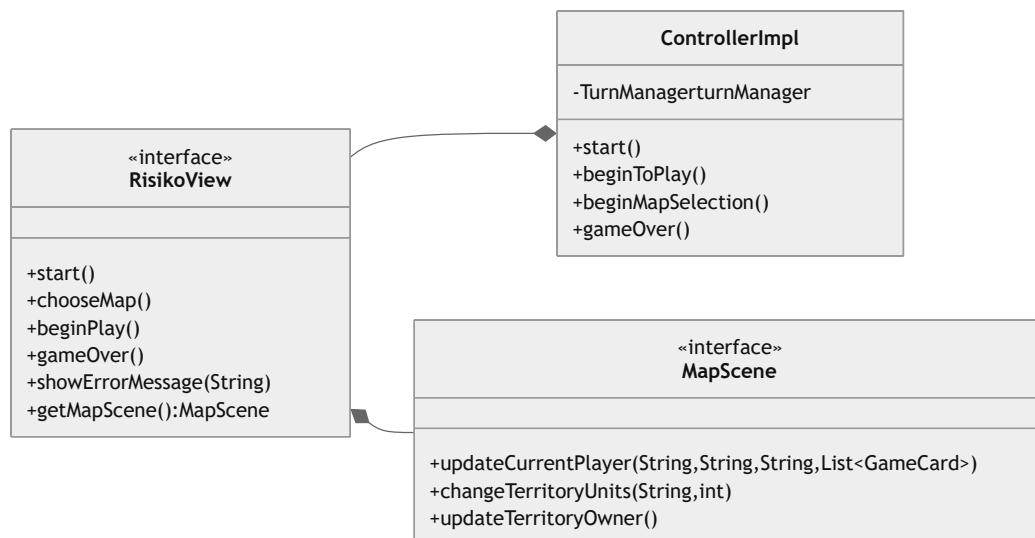 ControllerImpl
-TurnManagerturnManager
+start()
+beginToPlay()
+beginMapSelection()
+gameOver()
«interface»
RisikoView
+start()
+chooseMap()
+beginPlay()
+gameOver()
+showErrorMessage(String)
+getMapScene():MapScene
«interface»
MapScene
+updateCurrentPlayer(String,String,String,List<GameCard>)
+changeTerritoryUnits(String,int)
+updateTerritoryOwner()